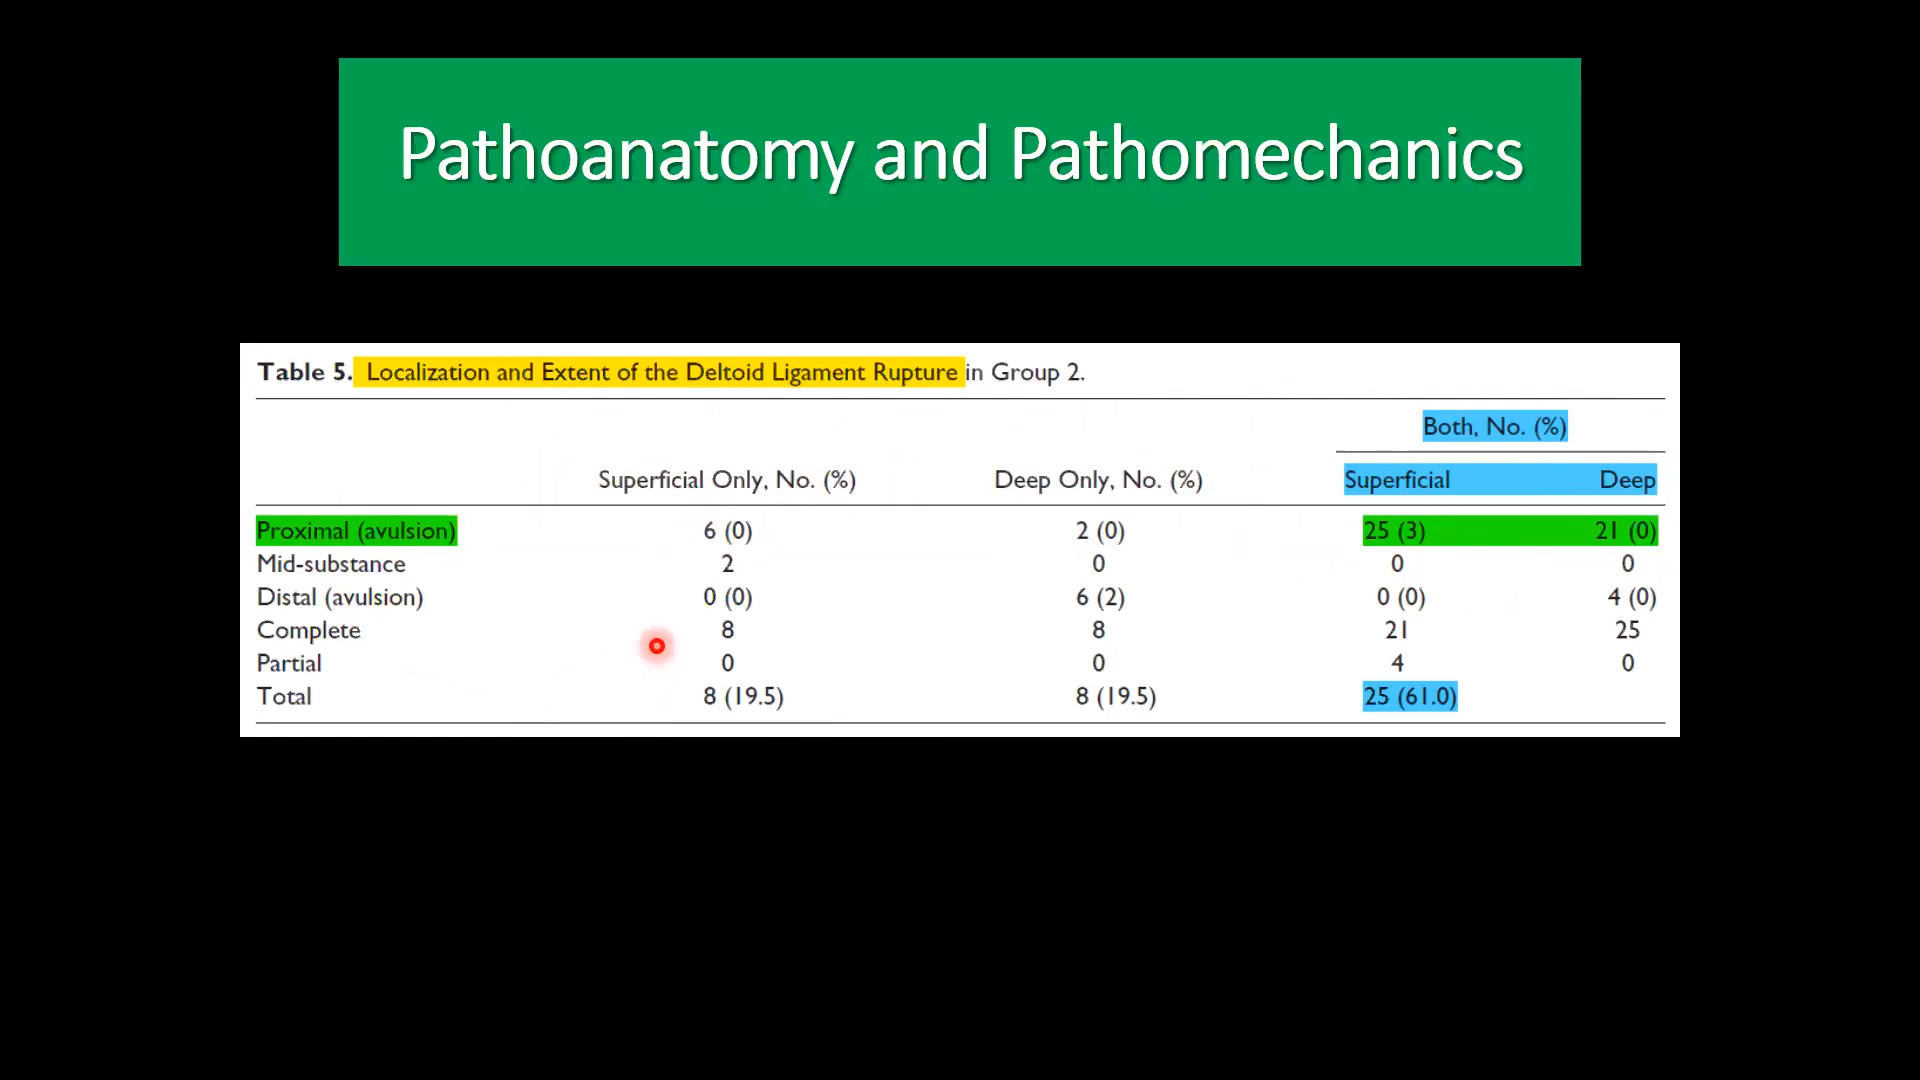 Pathoanatomy and Pathomechanics
Table 5. Localization and Extent of the Deltoid Ligament Rupture in Group 2.
Both, No. (%)
Superficial Only, No. (%) Deep Only, No. (%) Superficial Deep
Proximal (avulsion) 6 (0) 2 (0) 25 (3) 21 (0)
Mid-substance 2 0 0 0
Distal (avulsion) 0 (0) 6 (2) 0 (0) 4 (0)
Complete 8 8 21 25
Partial 0 0 4 0
Total 8 (19.5) 8 (19.5) 25 (61.0)